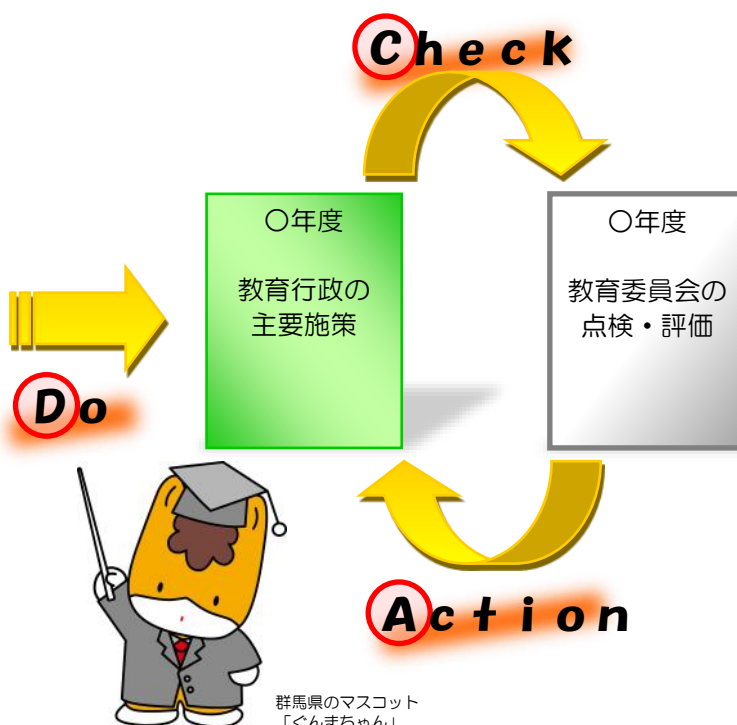 Check
〇年度
教育行政の
主要施策
〇年度
教育委員会の
点検・評価
Do
Action
群馬県のマスコット
「ぐんまちゃん」